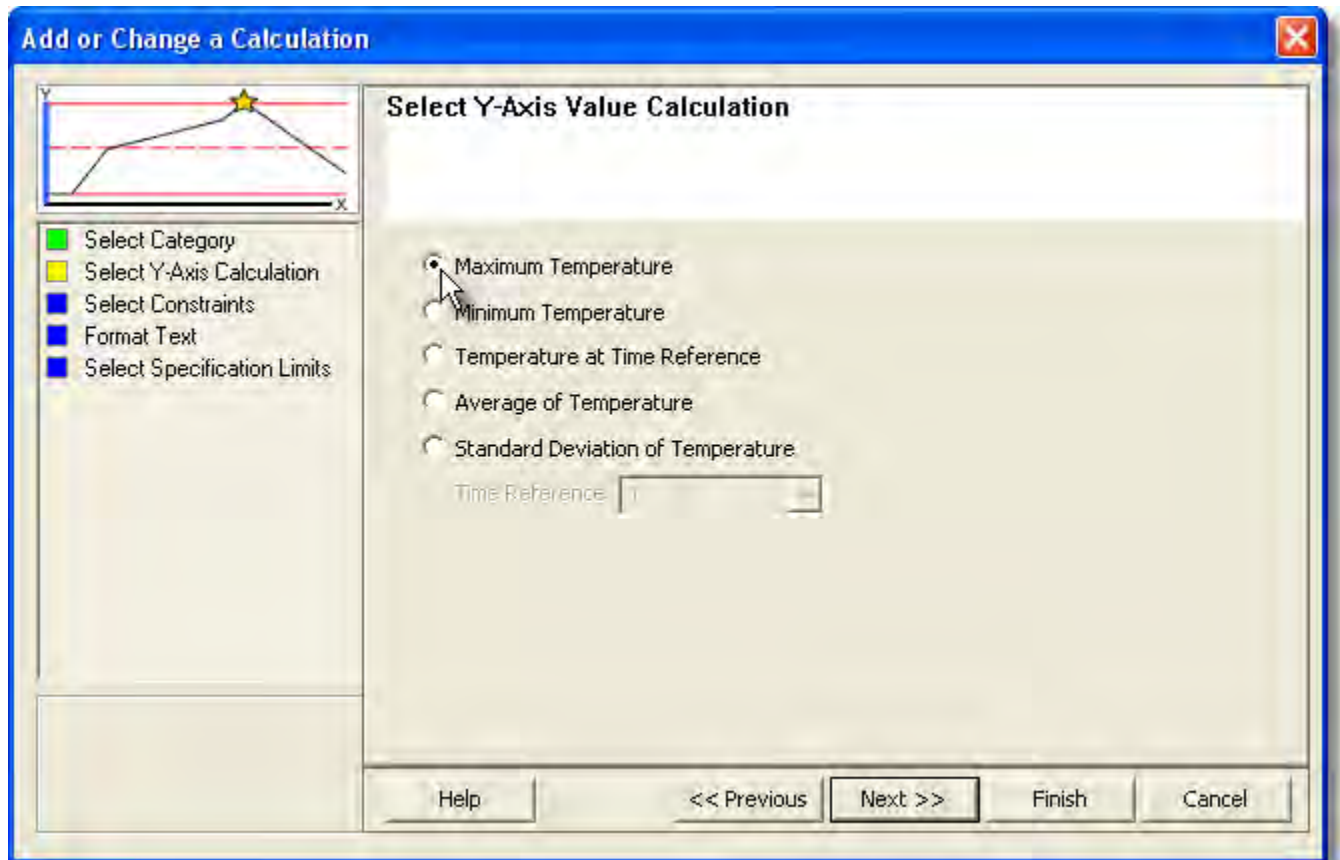 Add or Change a Calculation
Y
X
Select Category
Select Y-Axis Calculation
Select Constraints
Format Text
Select Specification Limits
Select Y-Axis Value Calculation
Maximum Temperature
Minimum Temperature
Temperature at Time Reference
Average of Temperature
Standard Deviation of Temperature
Time Reference
Help << Previous Next >> Finish Cancel